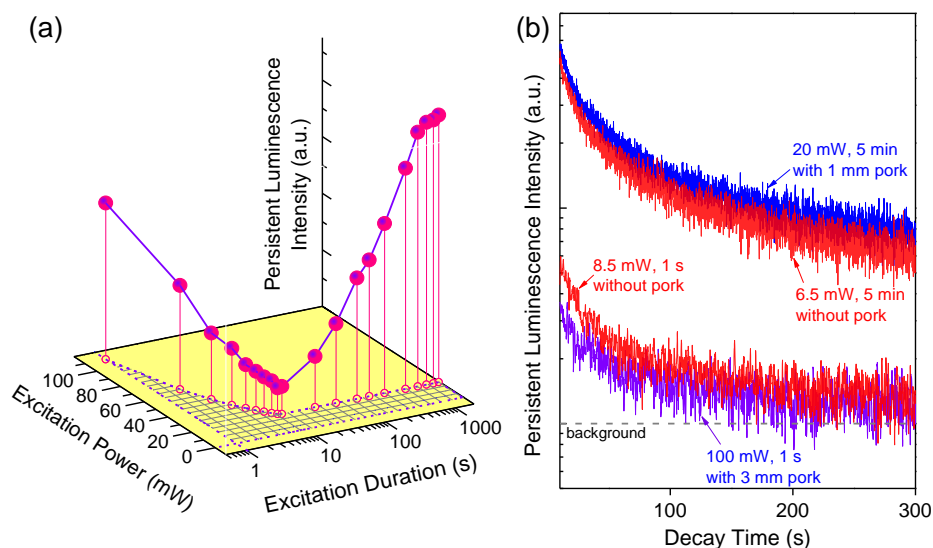 (a)
Persistent Luminescence
Intensity (a.u.)
100
80
60
40
20
0
Excitation Power (mW)
1
10
100
1000
Excitation Duration (s)
(b)
Persistent Luminescence Intensity (a.u.)
20 mW, 5 min
with 1 mm pork
8.5 mW, 1 s
without pork
6.5 mW, 5 min
without pork
background
100 mW, 1 s
with 3 mm pork
100
200
300
Decay Time (s)